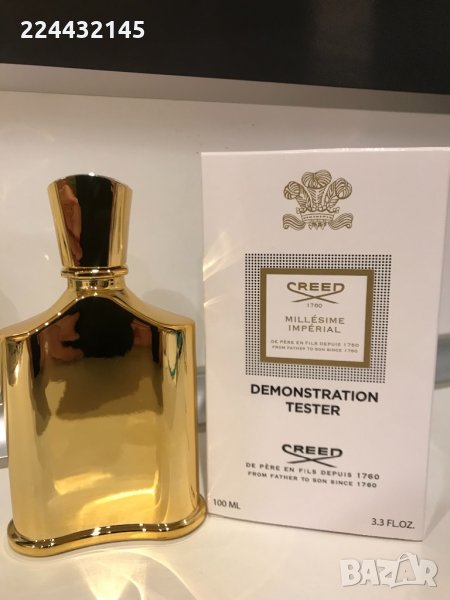 224432145
CREED
1760
MILLÉSIME
IMPÉRIAL
DE PÈRE EN FILS DEPUIS 1760
FROM FATHER TO SON SINCE 1760
DEMONSTRATION
TESTER
CREED
DE PÈRE EN FILS DEPUIS 1760
FROM FATHER TO SON SINCE 1760
100 ML
3.3 FL.OZ.
BAZAR